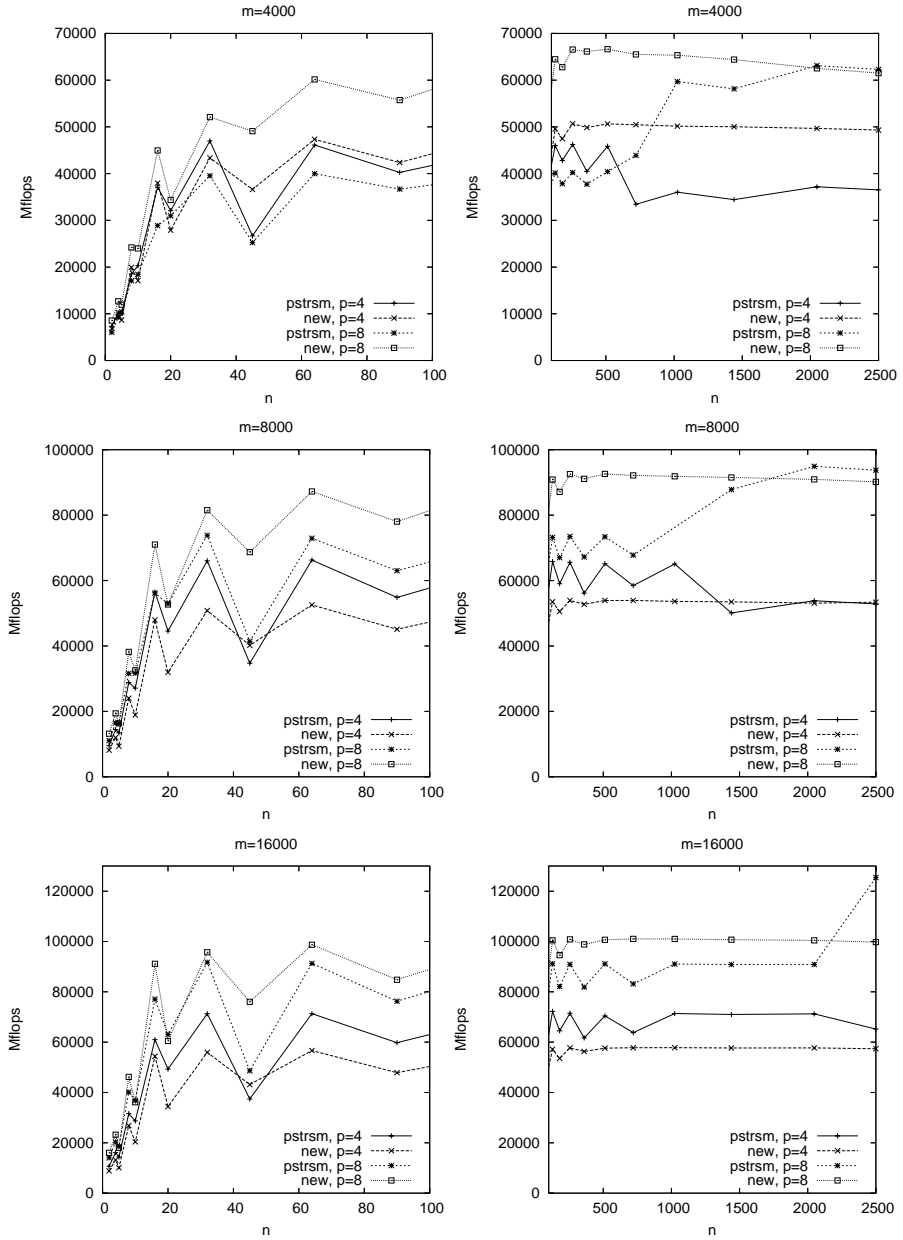 m=4000
70000
60000
50000
40000
30000
20000
10000
0
Mflops
pstrsm, p=4
new, p=4
pstrsm, p=8
new, p=8
0 20 40 60 80 100
n
m=4000
70000
60000
50000
40000
30000
20000
10000
0
Mflops
pstrsm, p=4
new, p=4
pstrsm, p=8
new, p=8
500 1000 1500 2000 2500
n
m=8000
100000
80000
60000
40000
20000
0
Mflops
pstrsm, p=4
new, p=4
pstrsm, p=8
new, p=8
0 20 40 60 80 100
n
m=8000
100000
80000
60000
40000
20000
0
Mflops
pstrsm, p=4
new, p=4
pstrsm, p=8
new, p=8
500 1000 1500 2000 2500
n
m=16000
120000
100000
80000
60000
40000
20000
0
Mflops
pstrsm, p=4
new, p=4
pstrsm, p=8
new, p=8
0 20 40 60 80 100
n
m=16000
120000
100000
80000
60000
40000
20000
0
Mflops
pstrsm, p=4
new, p=4
pstrsm, p=8
new, p=8
500 1000 1500 2000 2500
n